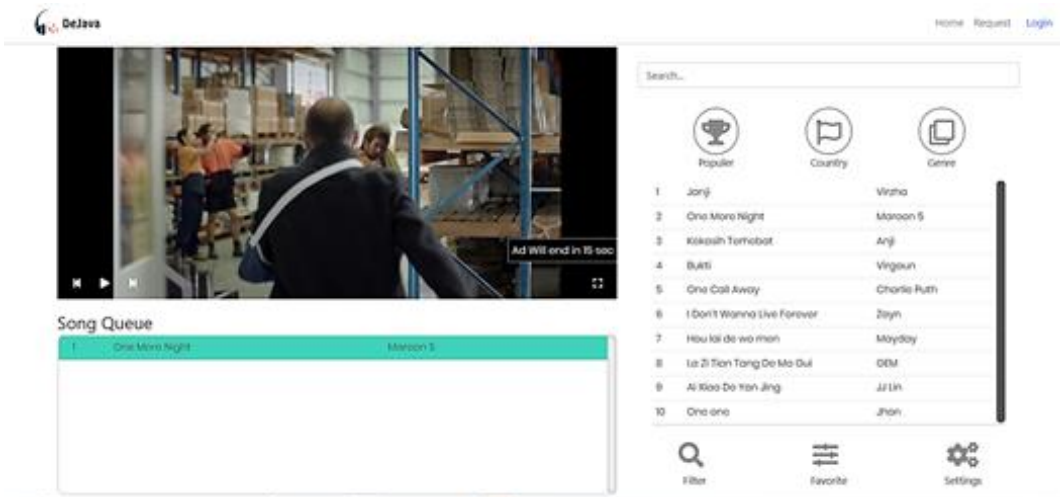 DeJava
Home Request Login
Ad Will end in 15 sec
Song Queue
1 One More Night Maroon 5
Search...
Populer Country Genre
1 Janji Virzha
2 One More Night Maroon 5
3 Kekasih Terhebat Anji
4 Bukti Virgoun
5 One Call Away Charlie Puth
6 I Don't Wanna Live Forever Zayn
7 Hou lai de wo men Mayday
8 La Zi Tian Tang De Mo Gui GEM
9 Ai Xiao De Yan Jing JJ Lin
10 One one Jhon
Filter Favorite Settings